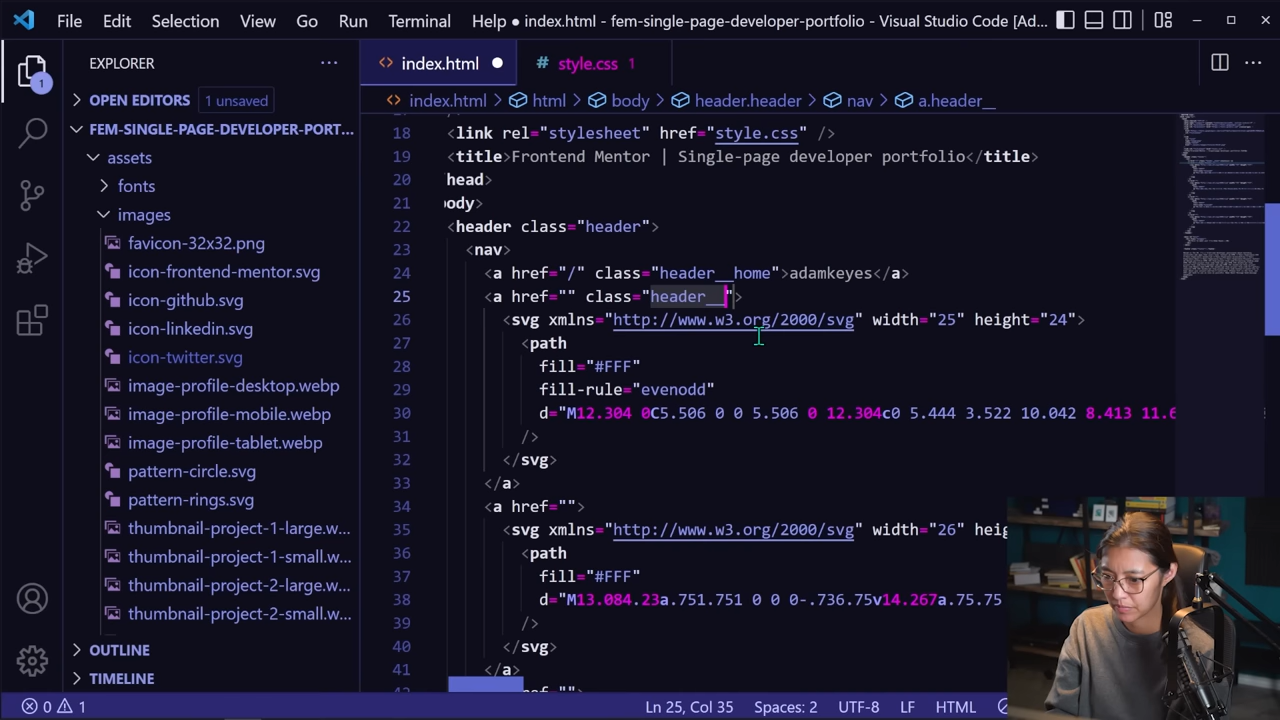 File Edit Selection View Go Run Terminal Help ● index.html - fem-single-page-developer-portfolio - Visual Studio Code [Ad...
EXPLORER ...
index.html ●
# style.css 1
OPEN EDITORS 1 unsaved
index.html > html > body > header.header > nav > a.header__
FEM-SINGLE-PAGE-DEVELOPER-PORT...
assets
fonts
images
favicon-32x32.png
icon-frontend-mentor.svg
icon-github.svg
icon-linkedin.svg
icon-twitter.svg
image-profile-desktop.webp
image-profile-mobile.webp
image-profile-tablet.webp
pattern-circle.svg
pattern-rings.svg
thumbnail-project-1-large.w...
thumbnail-project-1-small.w...
thumbnail-project-2-large.w...
thumbnail-project-2-small.w...
OUTLINE
TIMELINE
1
18 <link rel="stylesheet" href="style.css" />
19 <title>Frontend Mentor | Single-page developer portfolio</title>
20 head>
21 body>
22 <header class="header">
23 <nav>
24 <a href="/" class="header__home">adamkeyes</a>
25 <a href="" class="header__">
26 <svg xmlns="http://www.w3.org/2000/svg" width="25" height="24">
27 <path
28 fill="#FFF"
29 fill-rule="evenodd"
30 d="M12.304 0C5.506 0 0 5.506 0 12.304c0 5.444 3.522 10.042 8.413 11.6
31 />
32 </svg>
33 </a>
34 <a href="">
35 <svg xmlns="http://www.w3.org/2000/svg" width="26" heig
36 <path
37 fill="#FFF"
38 d="M13.084.23a.751.751 0 0 0-.736.75v14.267a.75.75
39 />
40 </svg>
41 </a>
0 1 Ln 25, Col 35 Spaces: 2 UTF-8 LF HTML